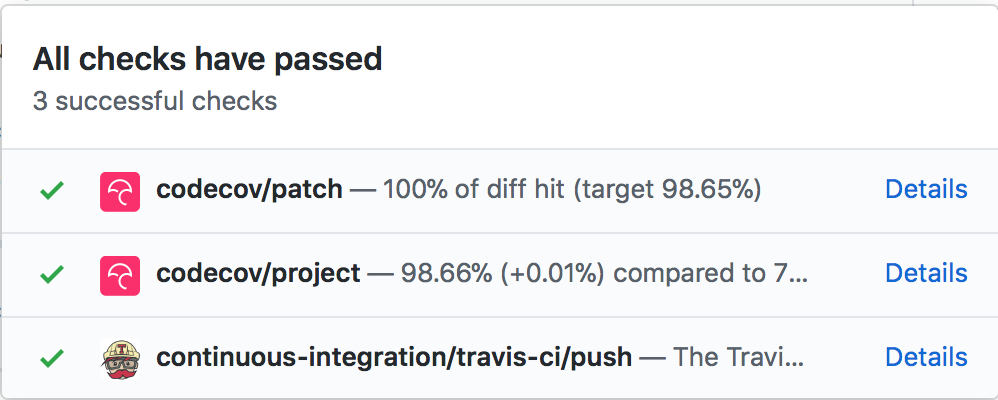 All checks have passed
3 successful checks
codecov/patch — 100% of diff hit (target 98.65%) Details
codecov/project — 98.66% (+0.01%) compared to 7... Details
continuous-integration/travis-ci/push — The Travi... Details